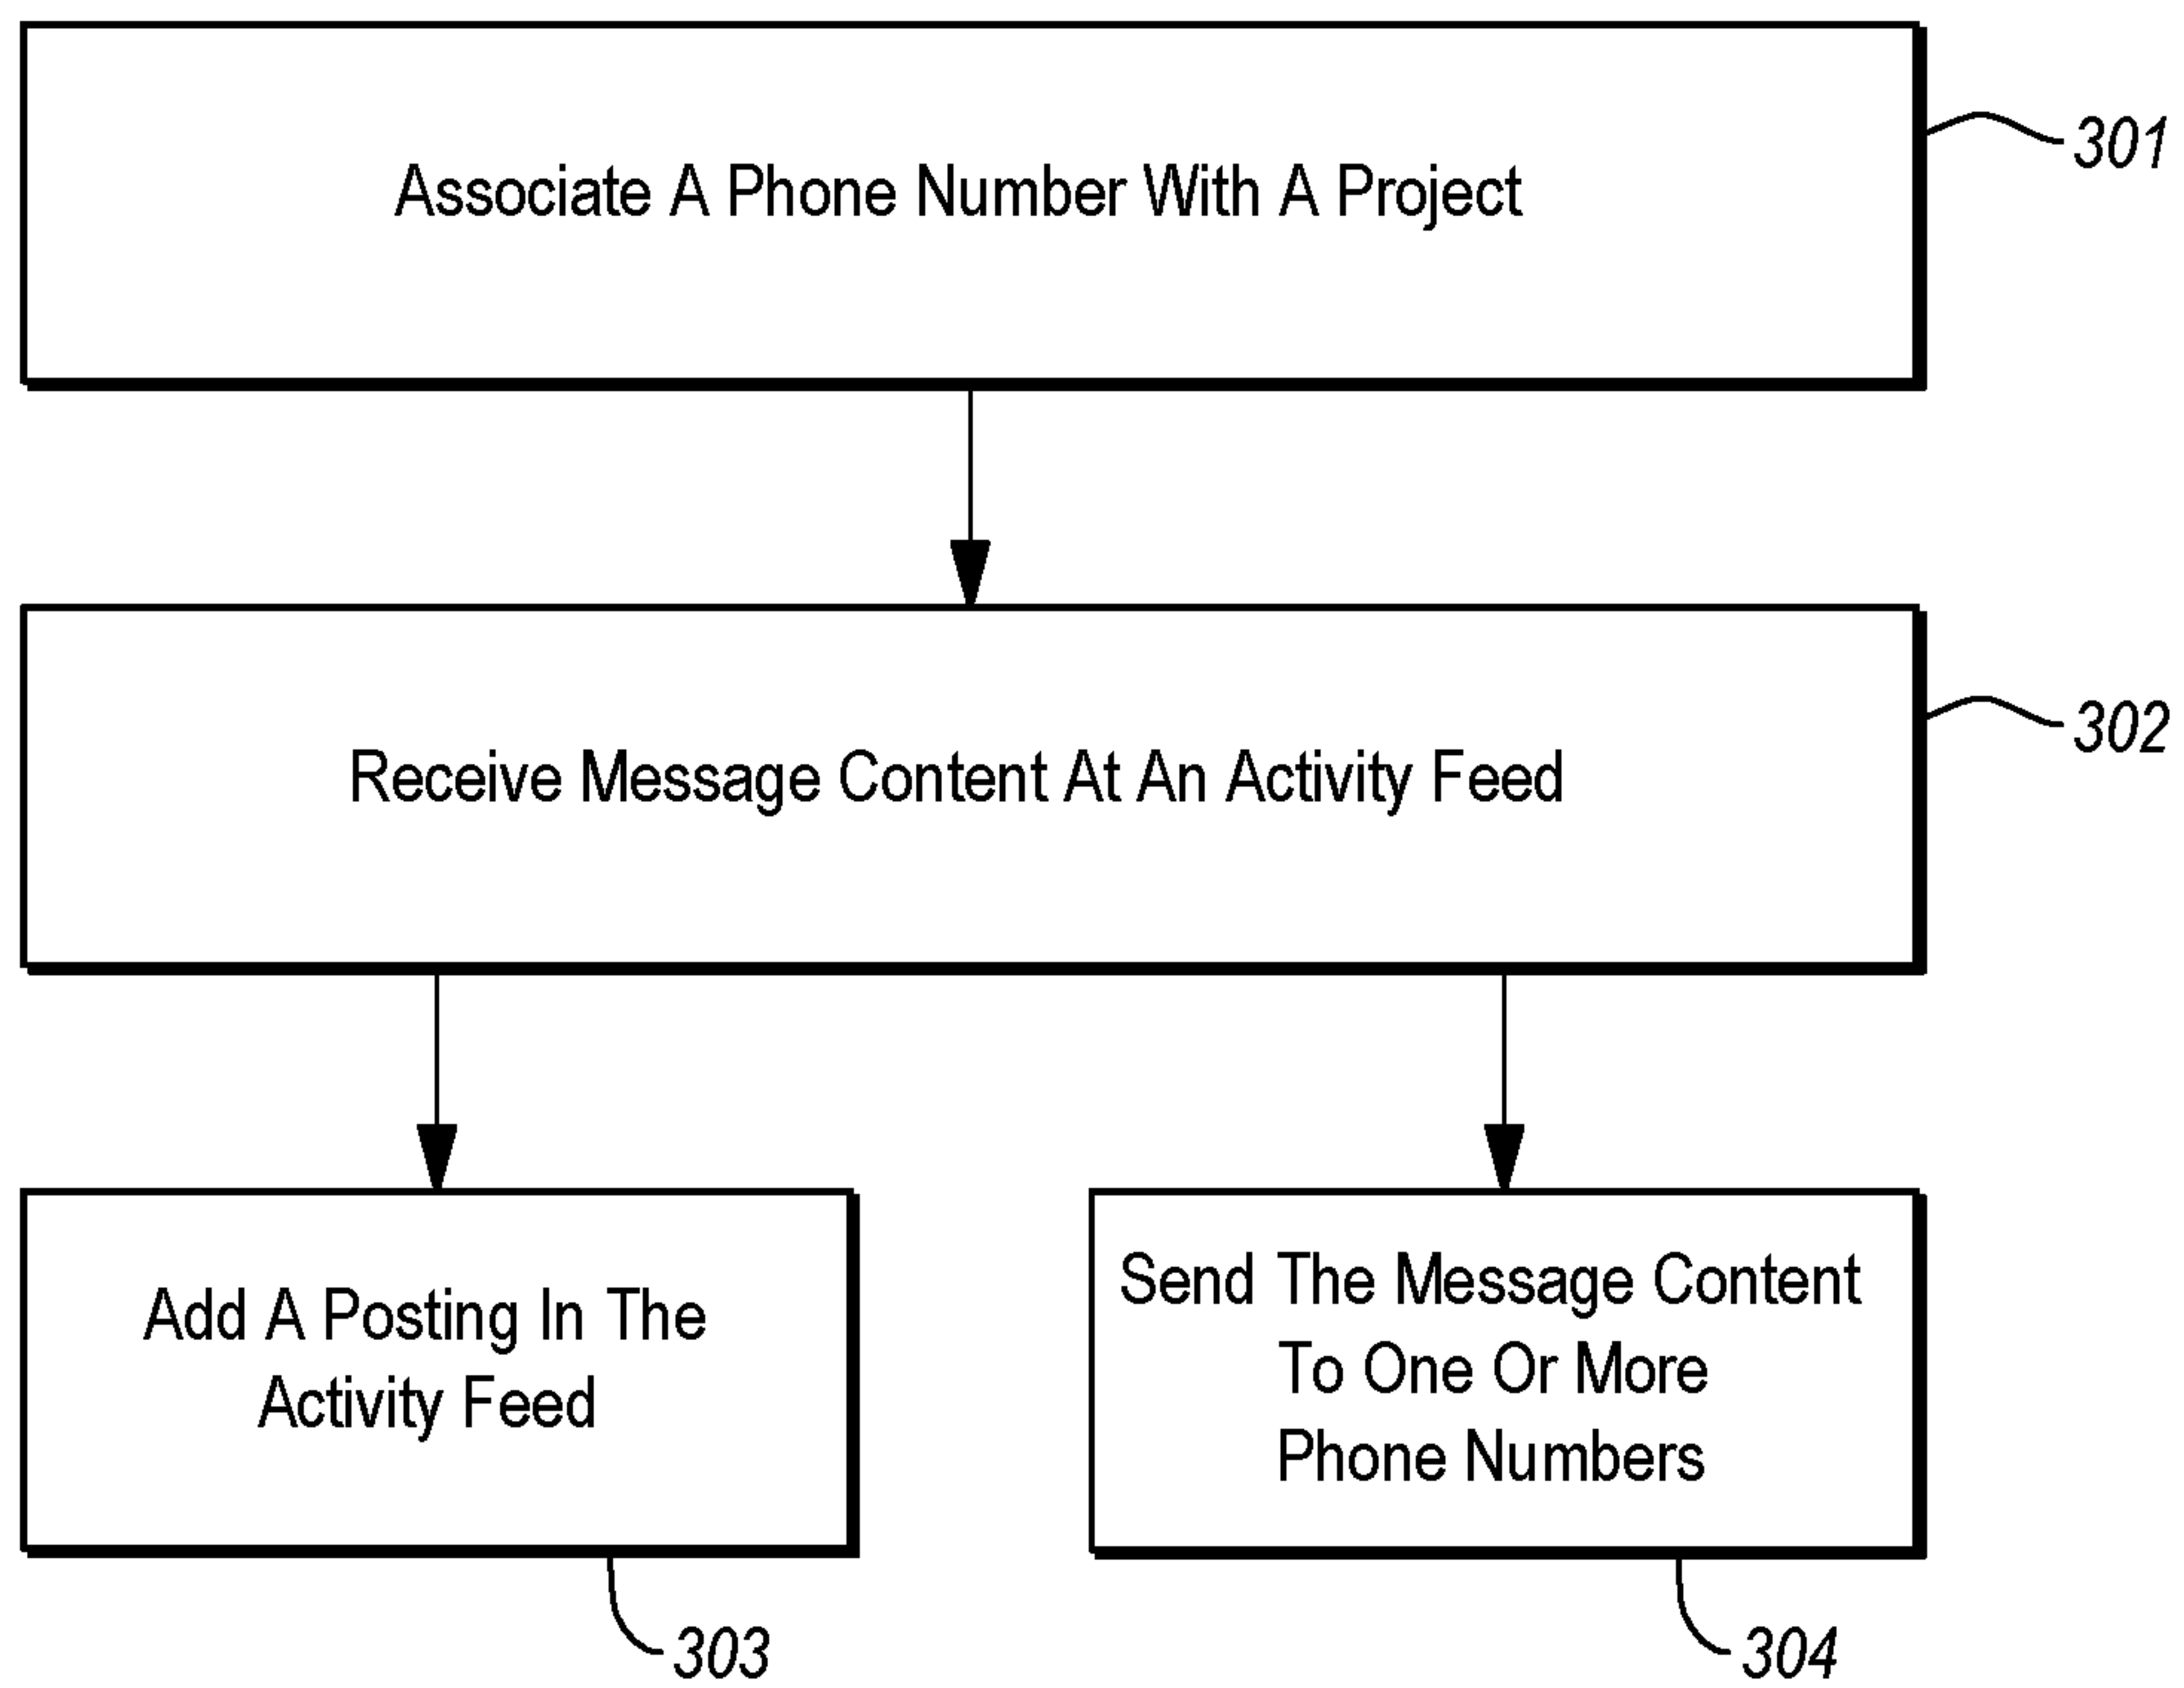 Associate A Phone Number With A Project
301
Receive Message Content At An Activity Feed
302
Add A Posting In The
Activity Feed
303
Send The Message Content
To One Or More
Phone Numbers
304